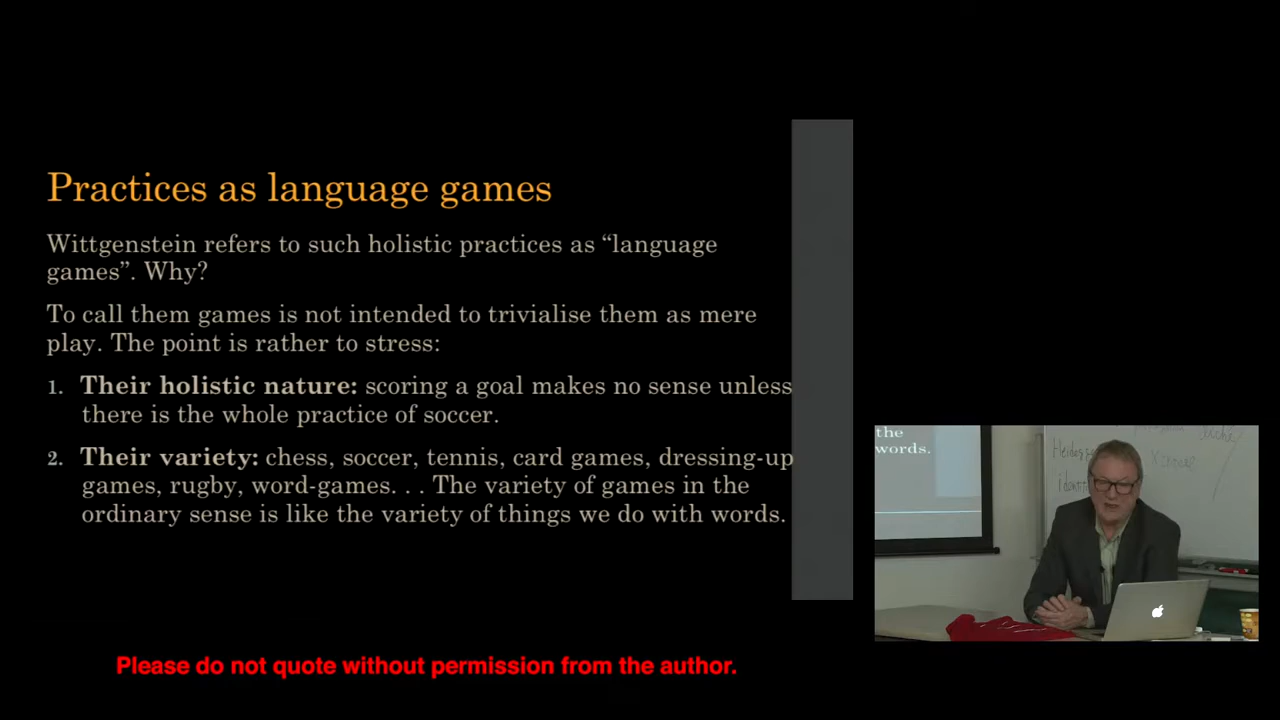 Practices as language games
Wittgenstein refers to such holistic practices as “language
games”. Why?
To call them games is not intended to trivialise them as mere
play. The point is rather to stress:
1. Their holistic nature: scoring a goal makes no sense unless
there is the whole practice of soccer.
2. Their variety: chess, soccer, tennis, card games, dressing-up
games, rugby, word-games. . . The variety of games in the
ordinary sense is like the variety of things we do with words.
the
words.
Please do not quote without permission from the author.